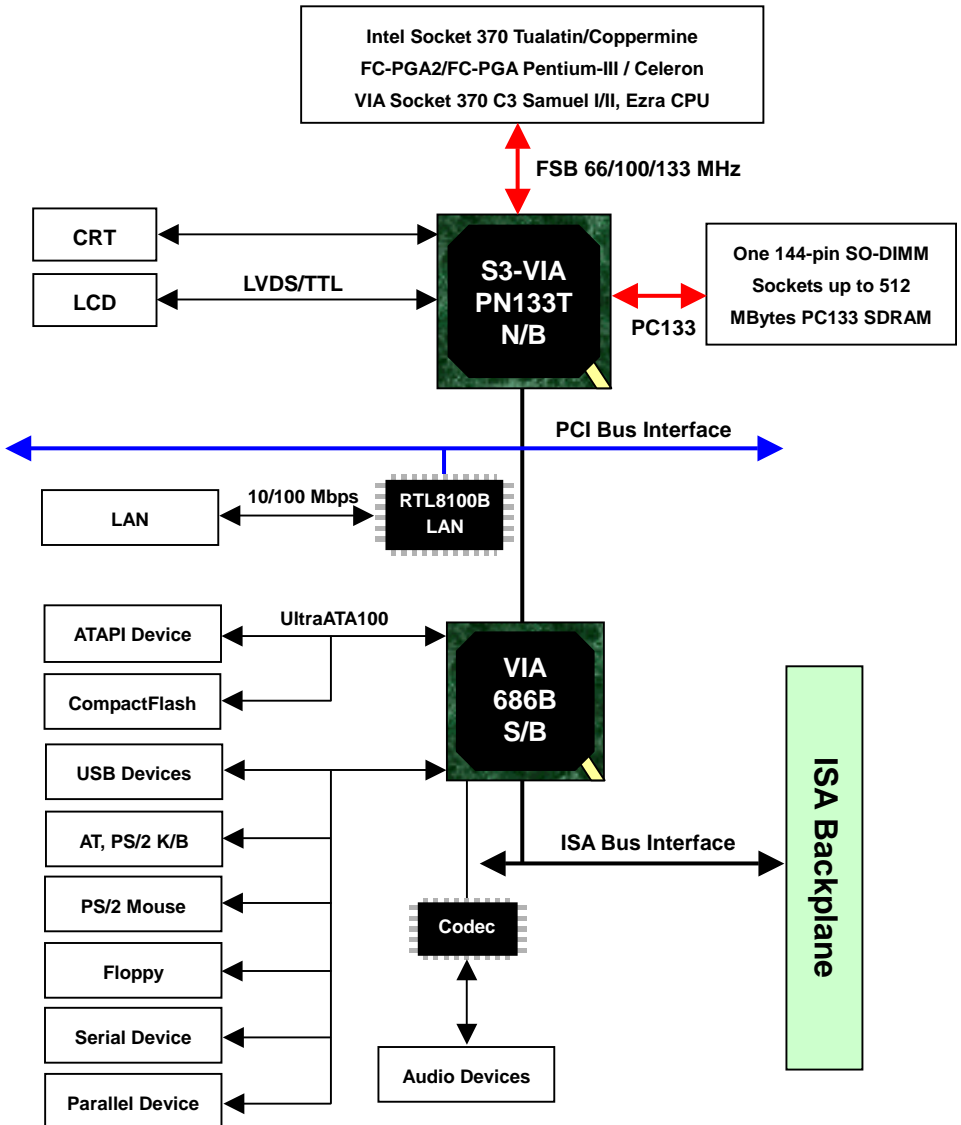 Intel Socket 370 Tualatin/Coppermine
FC-PGA2/FC-PGA Pentium-III / Celeron
VIA Socket 370 C3 Samuel I/II, Ezra CPU
FSB 66/100/133 MHz
CRT
LCD
LVDS/TTL
S3-VIA
PN133T
N/B
PC133
One 144-pin SO-DIMM
Sockets up to 512
MBytes PC133 SDRAM
PCI Bus Interface
LAN
10/100 Mbps
RTL8100B
LAN
ATAPI Device
UltraATA100
CompactFlash
VIA
686B
S/B
USB Devices
AT, PS/2 K/B
PS/2 Mouse
Floppy
Serial Device
Parallel Device
ISA Bus Interface
Codec
Audio Devices
ISA Backplane